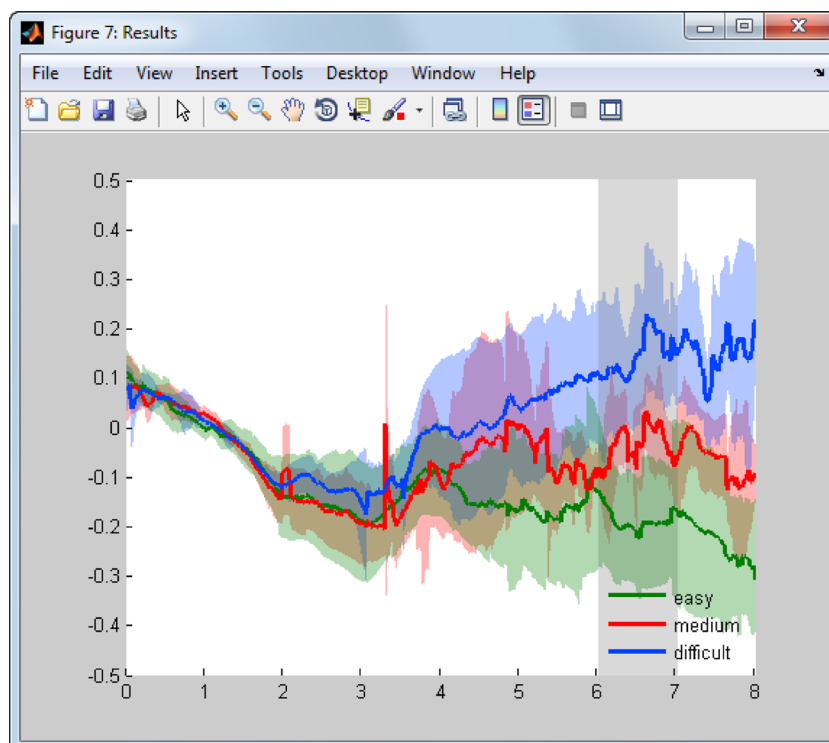 Figure 7: Results
File Edit View Insert Tools Desktop Window Help
0.5
0.4
0.3
0.2
0.1
0
-0.1
-0.2
-0.3
-0.4
-0.5
easy
medium
difficult
0 1 2 3 4 5 6 7 8